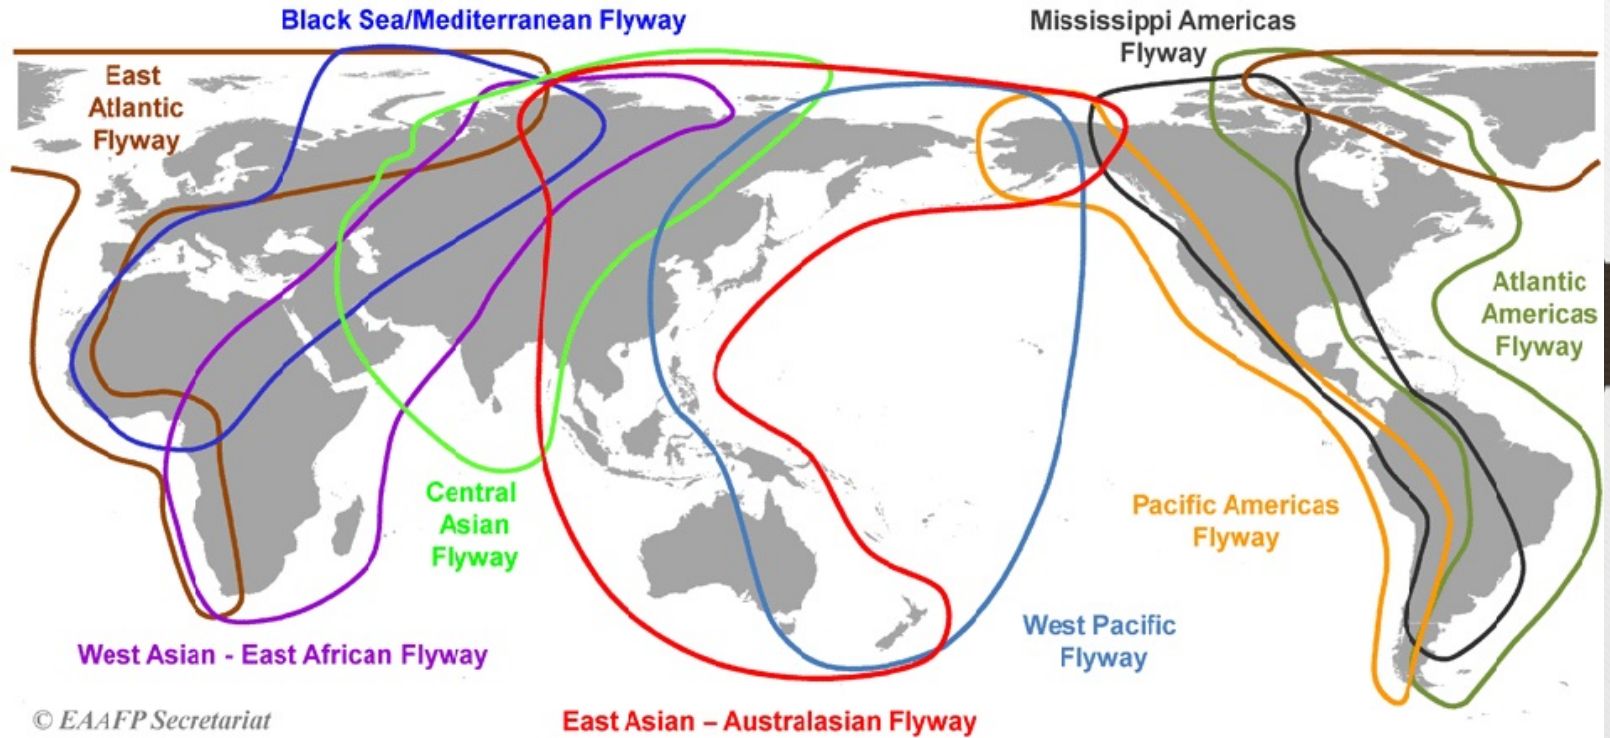 Black Sea/Mediterranean Flyway
Mississippi Americas
Flyway
East
Atlantic
Flyway
Atlantic
Americas
Flyway
Central
Asian
Flyway
Pacific Americas
Flyway
West Pacific
Flyway
West Asian - East African Flyway
© EAAFP Secretariat
East Asian – Australasian Flyway